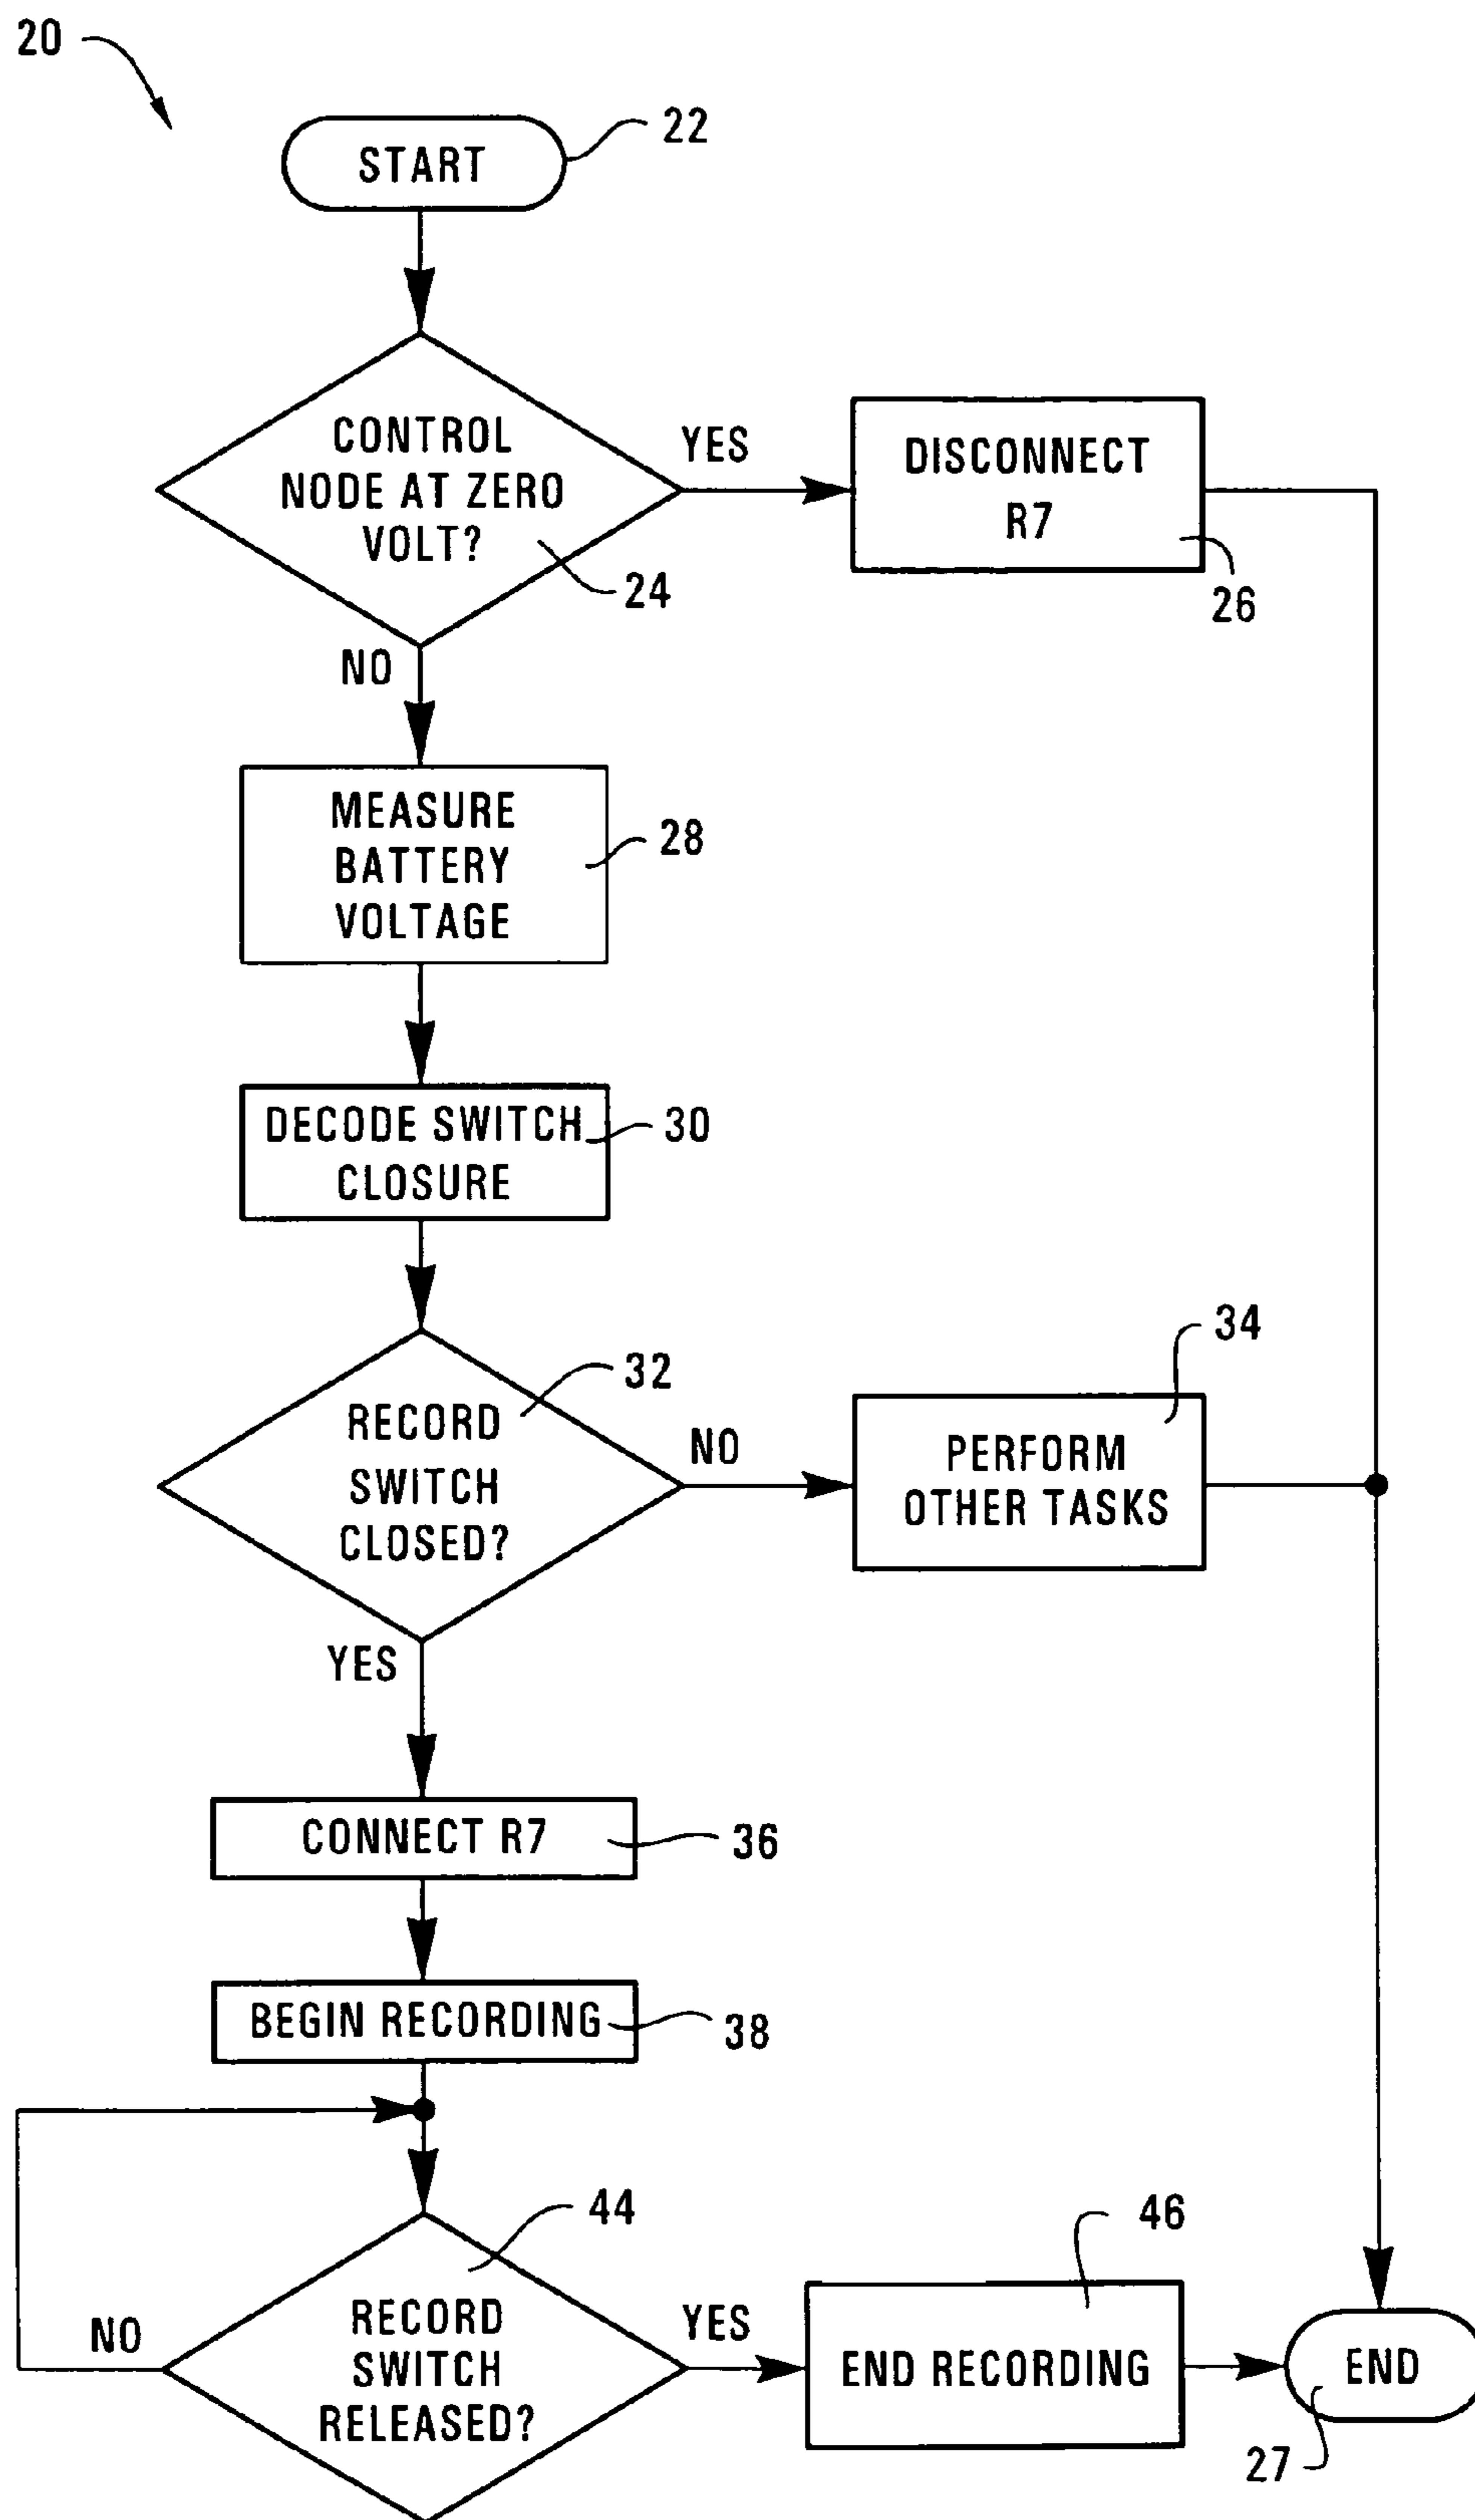 20
START
22
CONTROL
NODE AT ZERO
VOLT?
24
YES
DISCONNECT
R7
26
NO
MEASURE
BATTERY
VOLTAGE
28
DECODE SWITCH
CLOSURE
30
RECORD
SWITCH
CLOSED?
32
NO
PERFORM
OTHER TASKS
34
YES
CONNECT R7
36
BEGIN RECORDING
38
RECORD
SWITCH
RELEASED?
44
NO
YES
END RECORDING
46
END
27